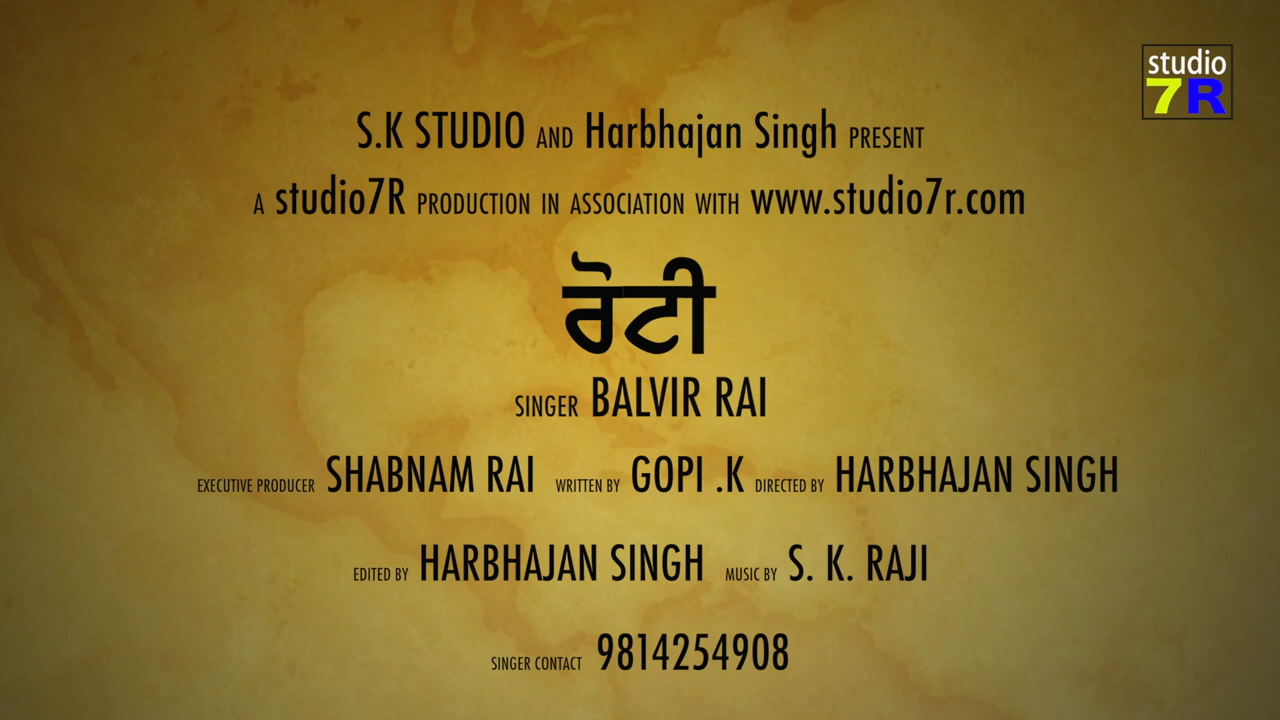 studio
7R
S.K STUDIO AND Harbhajan Singh PRESENT
A studio7R PRODUCTION IN ASSOCIATION WITH www.studio7r.com
ਰੋਟੀ
SINGER BALVIR RAI
EXECUTIVE PRODUCER SHABNAM RAI WRITTEN BY GOPI .K DIRECTED BY HARBHAJAN SINGH
EDITED BY HARBHAJAN SINGH MUSIC BY S. K. RAJI
SINGER CONTACT 9814254908